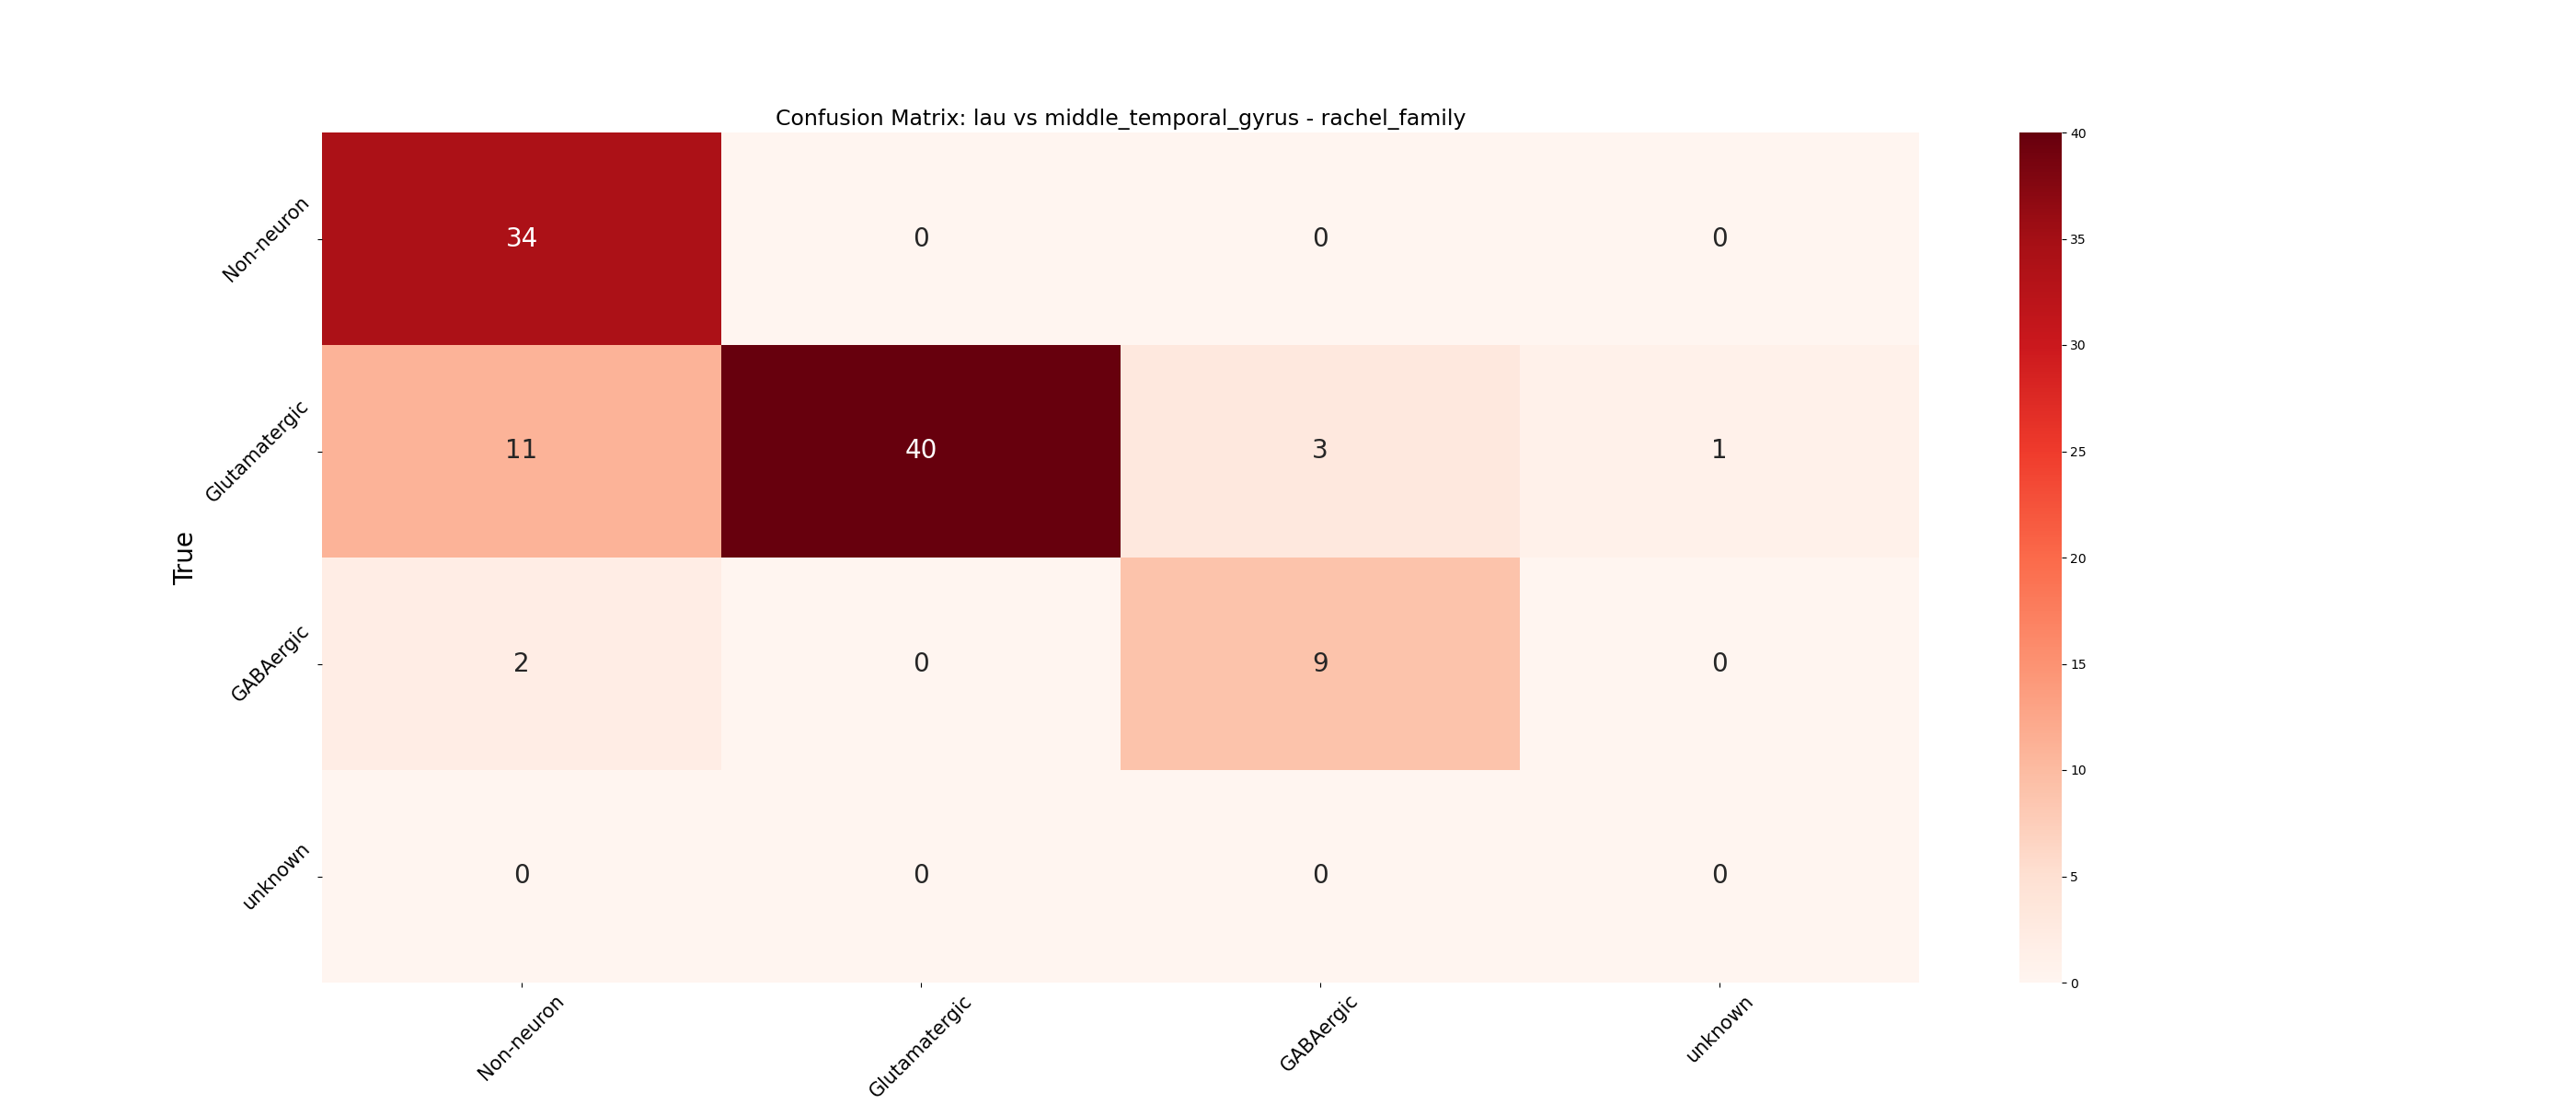 Confusion Matrix: lau vs middle_temporal_gyrus - rachel_family
True
Non-neuron
34 0 0 0
Glutamatergic
11 40 3 1
GABAergic
2 0 9 0
unknown
0 0 0 0
Non-neuron Glutamatergic GABAergic unknown
40
35
30
25
20
15
10
5
0